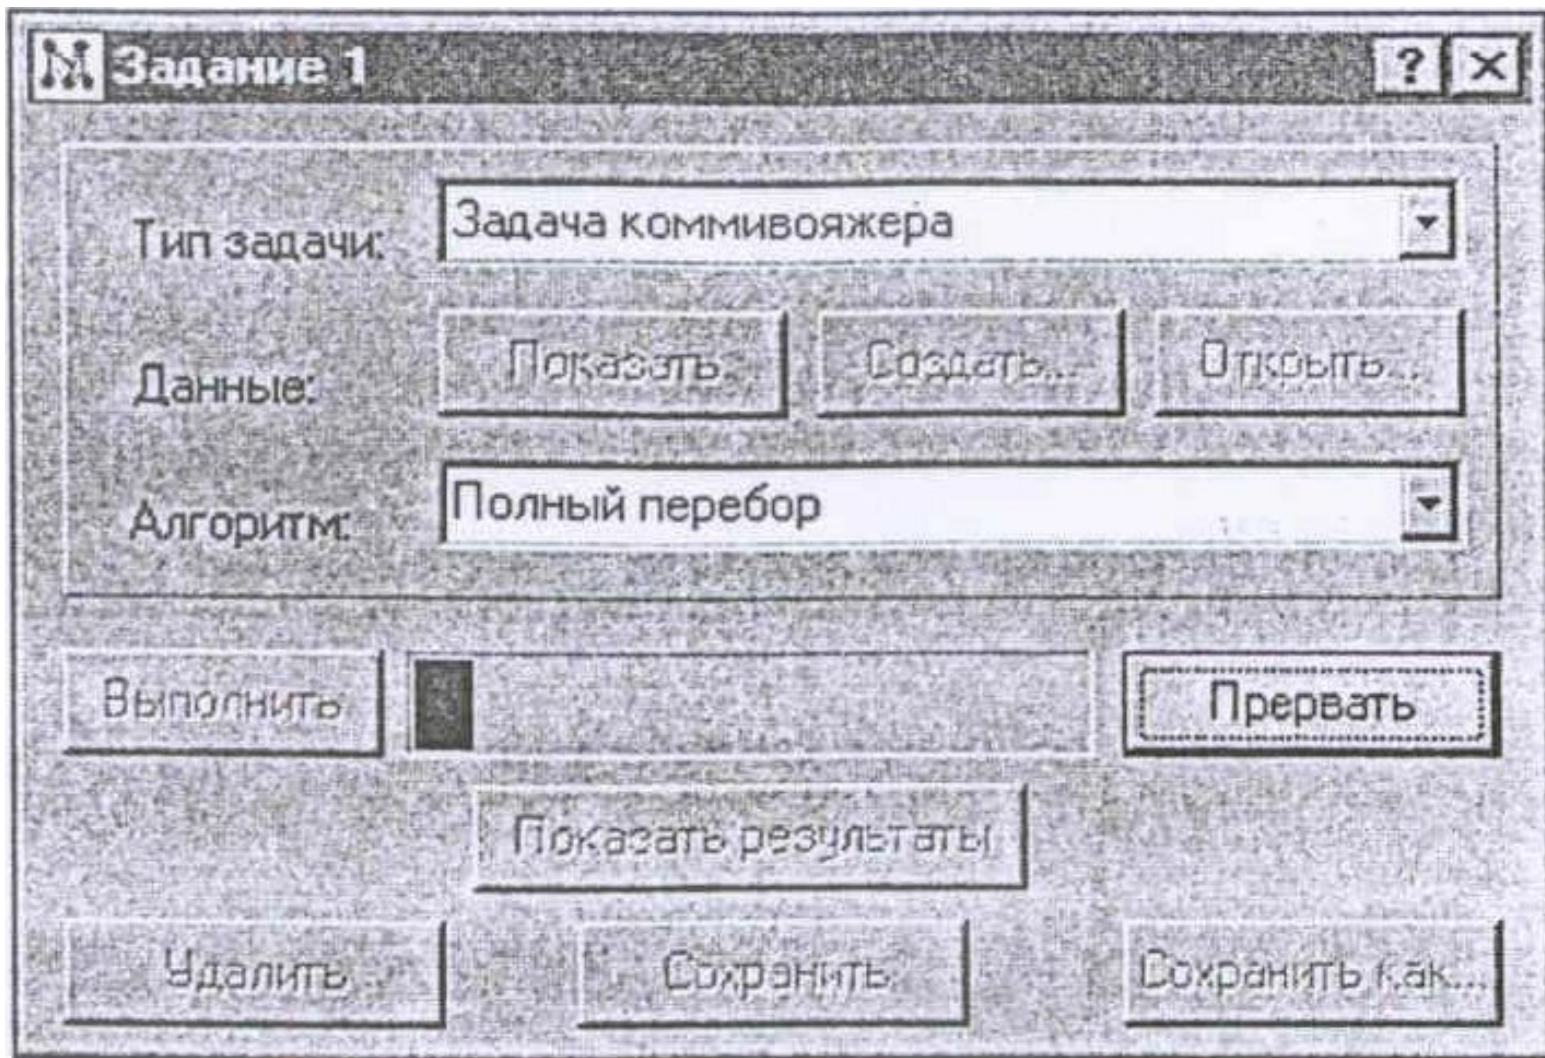 Задание 1
? ×
Тип задачи: Задача коммивояжера
Данные: Показать Создать... Открыть...
Алгоритм: Полный перебор
Выполнить Прервать
Показать результаты
Удалить Сохранить Сохранить как...